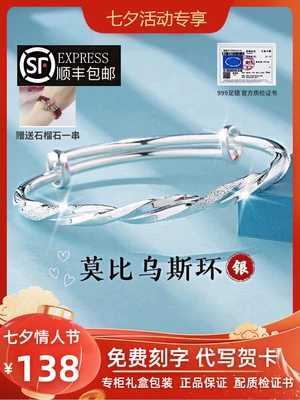 七夕活动专享
SF
EXPRESS
顺丰包邮
999足银 官方质检证书
赠送石榴石一串
莫比乌斯环 银
七夕情人节
¥138
免费刻字 代写贺卡
专柜礼盒包装 正品保证 配质检证书